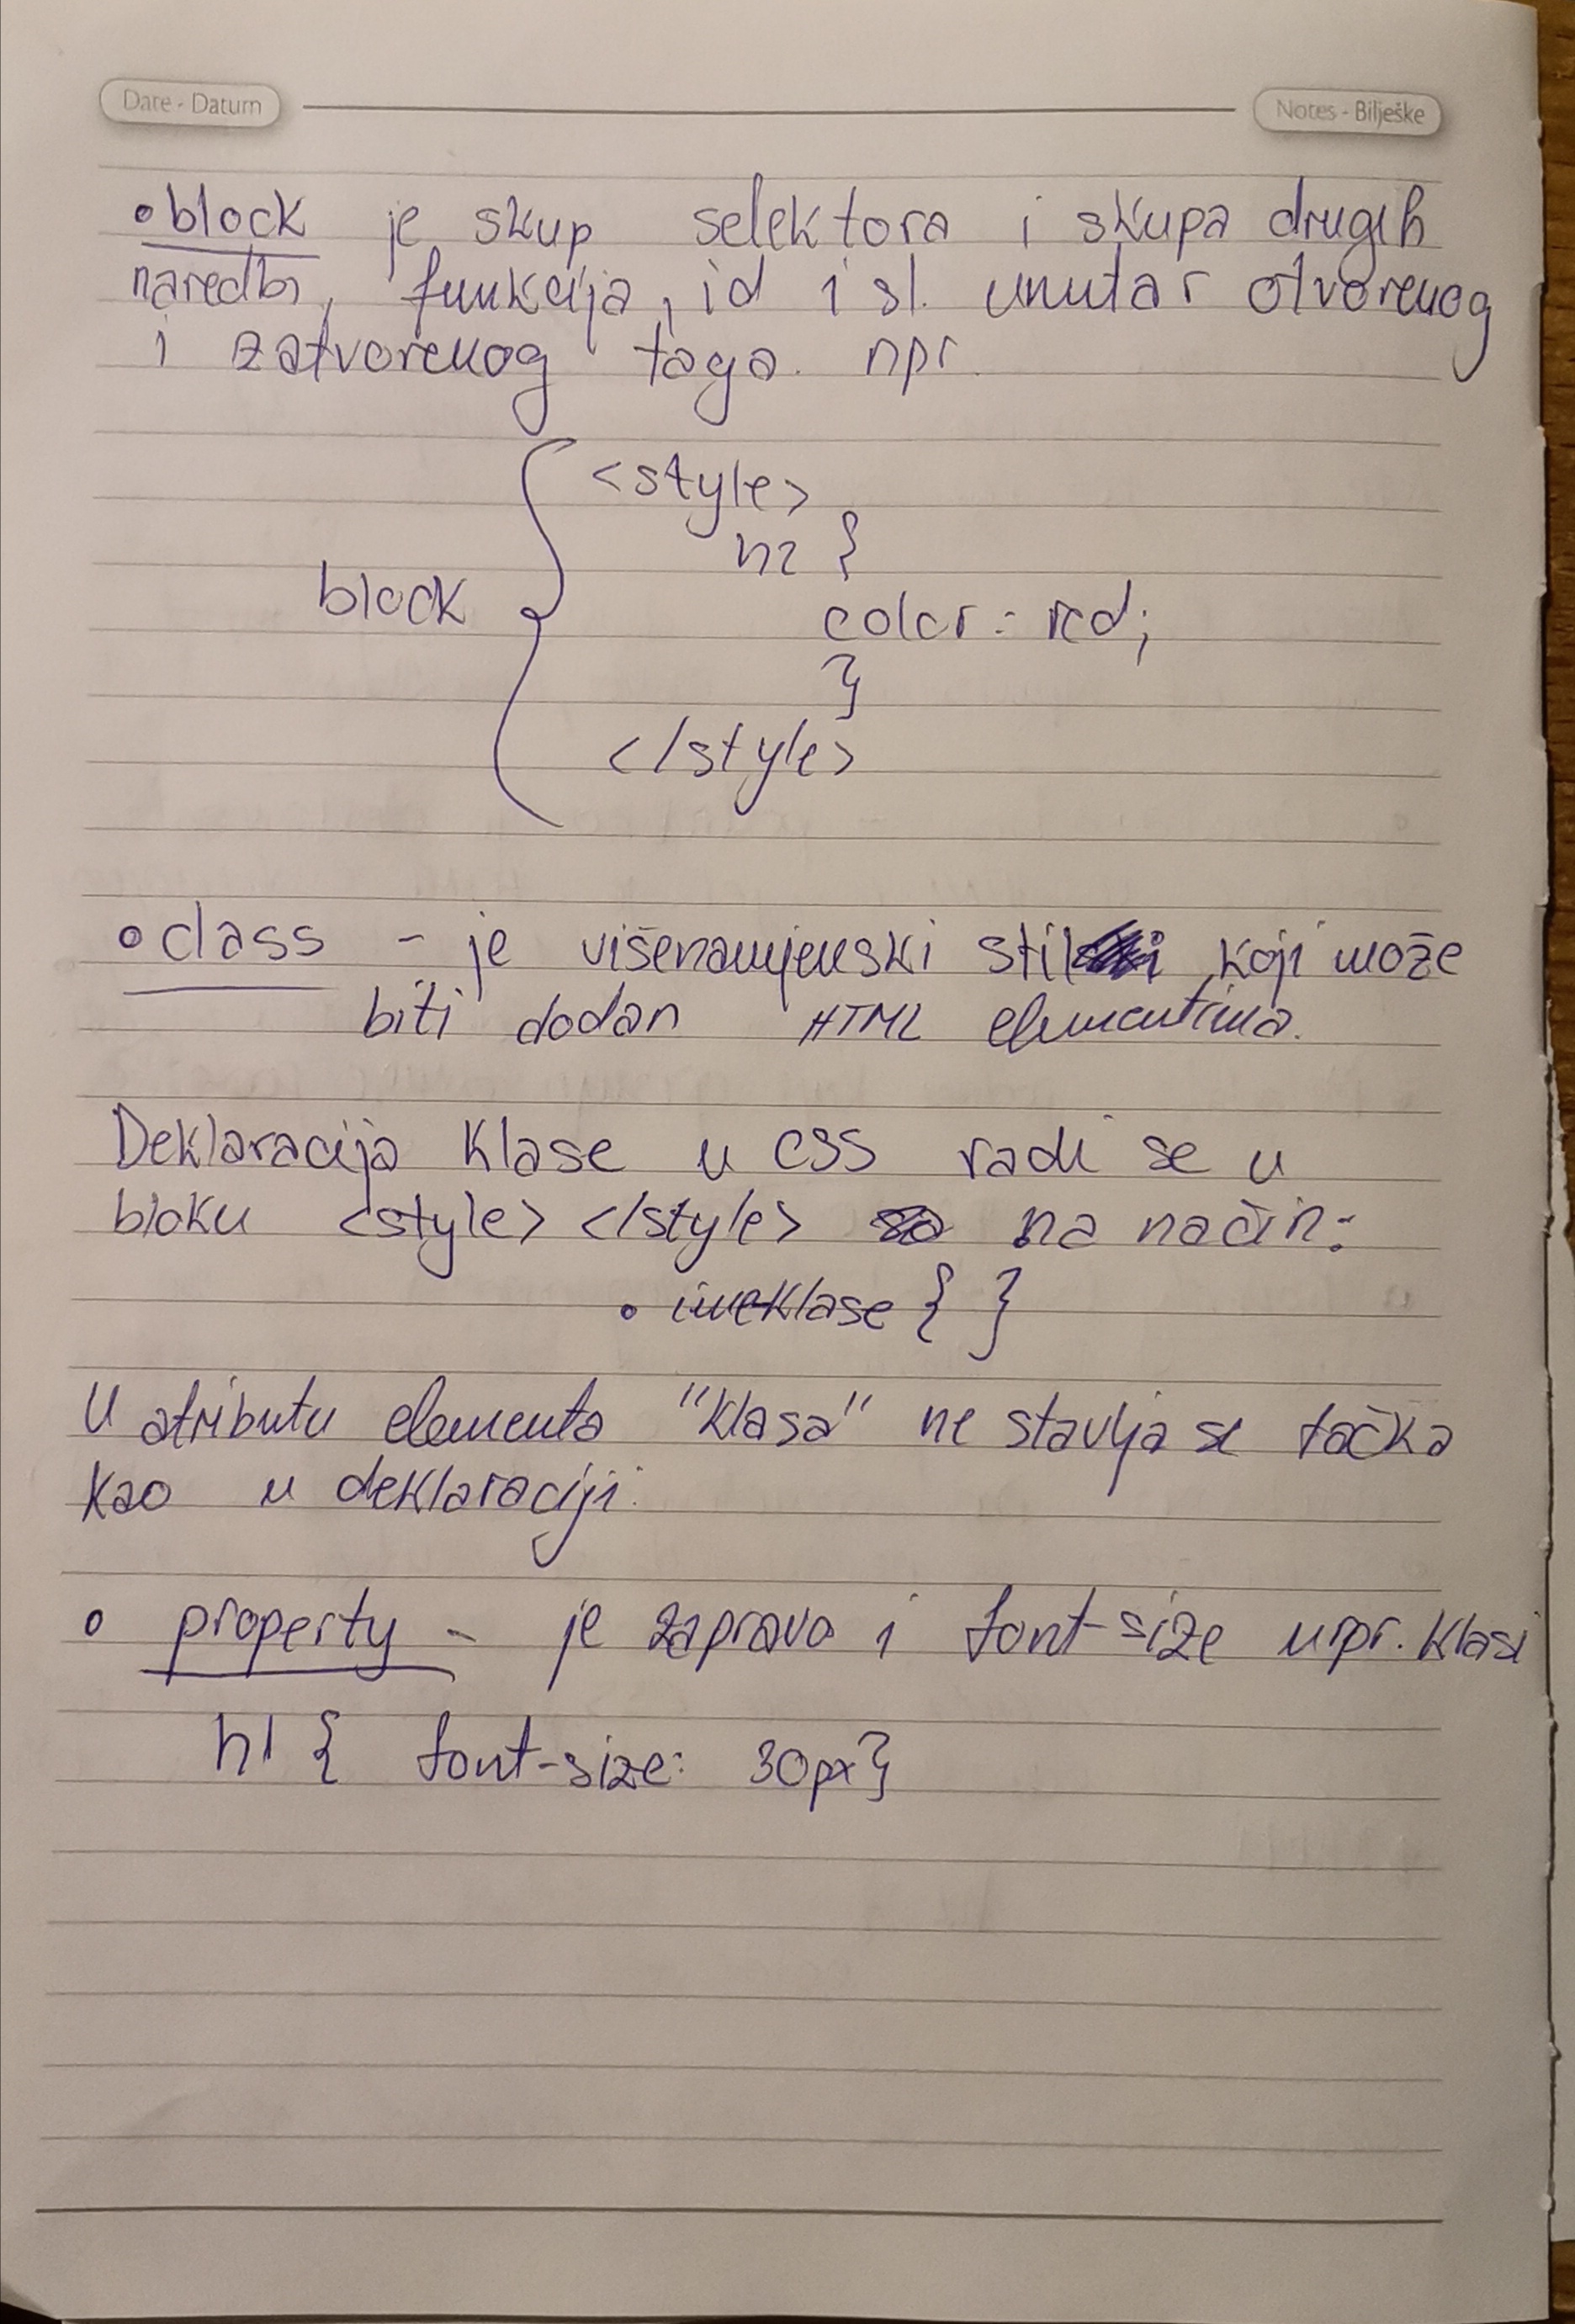 Date - Datum
Notes - Bilješke
• block je skup selektora i skupa drugih
naredbi, funkcija, id i sl. unutar otvorenog
i zatvorenog taga. npr.
<style>
h2 {
block
color: red;
}
</style>
• class - je višenamjenski stil koji može
biti dodan HTML elementima.
Deklaracija klase u CSS radi se u
bloku <style> </style> na način:
• imeklase { }
U atributu elementa "klasa" ne stavlja se tačka
kao u deklaraciji.
• property - je zapravo i font-size u npr. klasi
h1 { font-size: 30px}